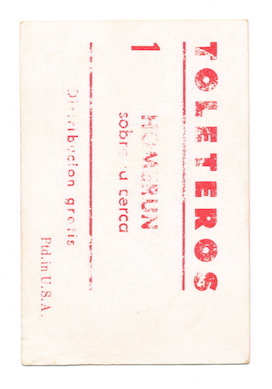 TOLETEROS
1
HOMERUN
sobre cerca
Distribucion gratis
Ptd. in U.S.A.